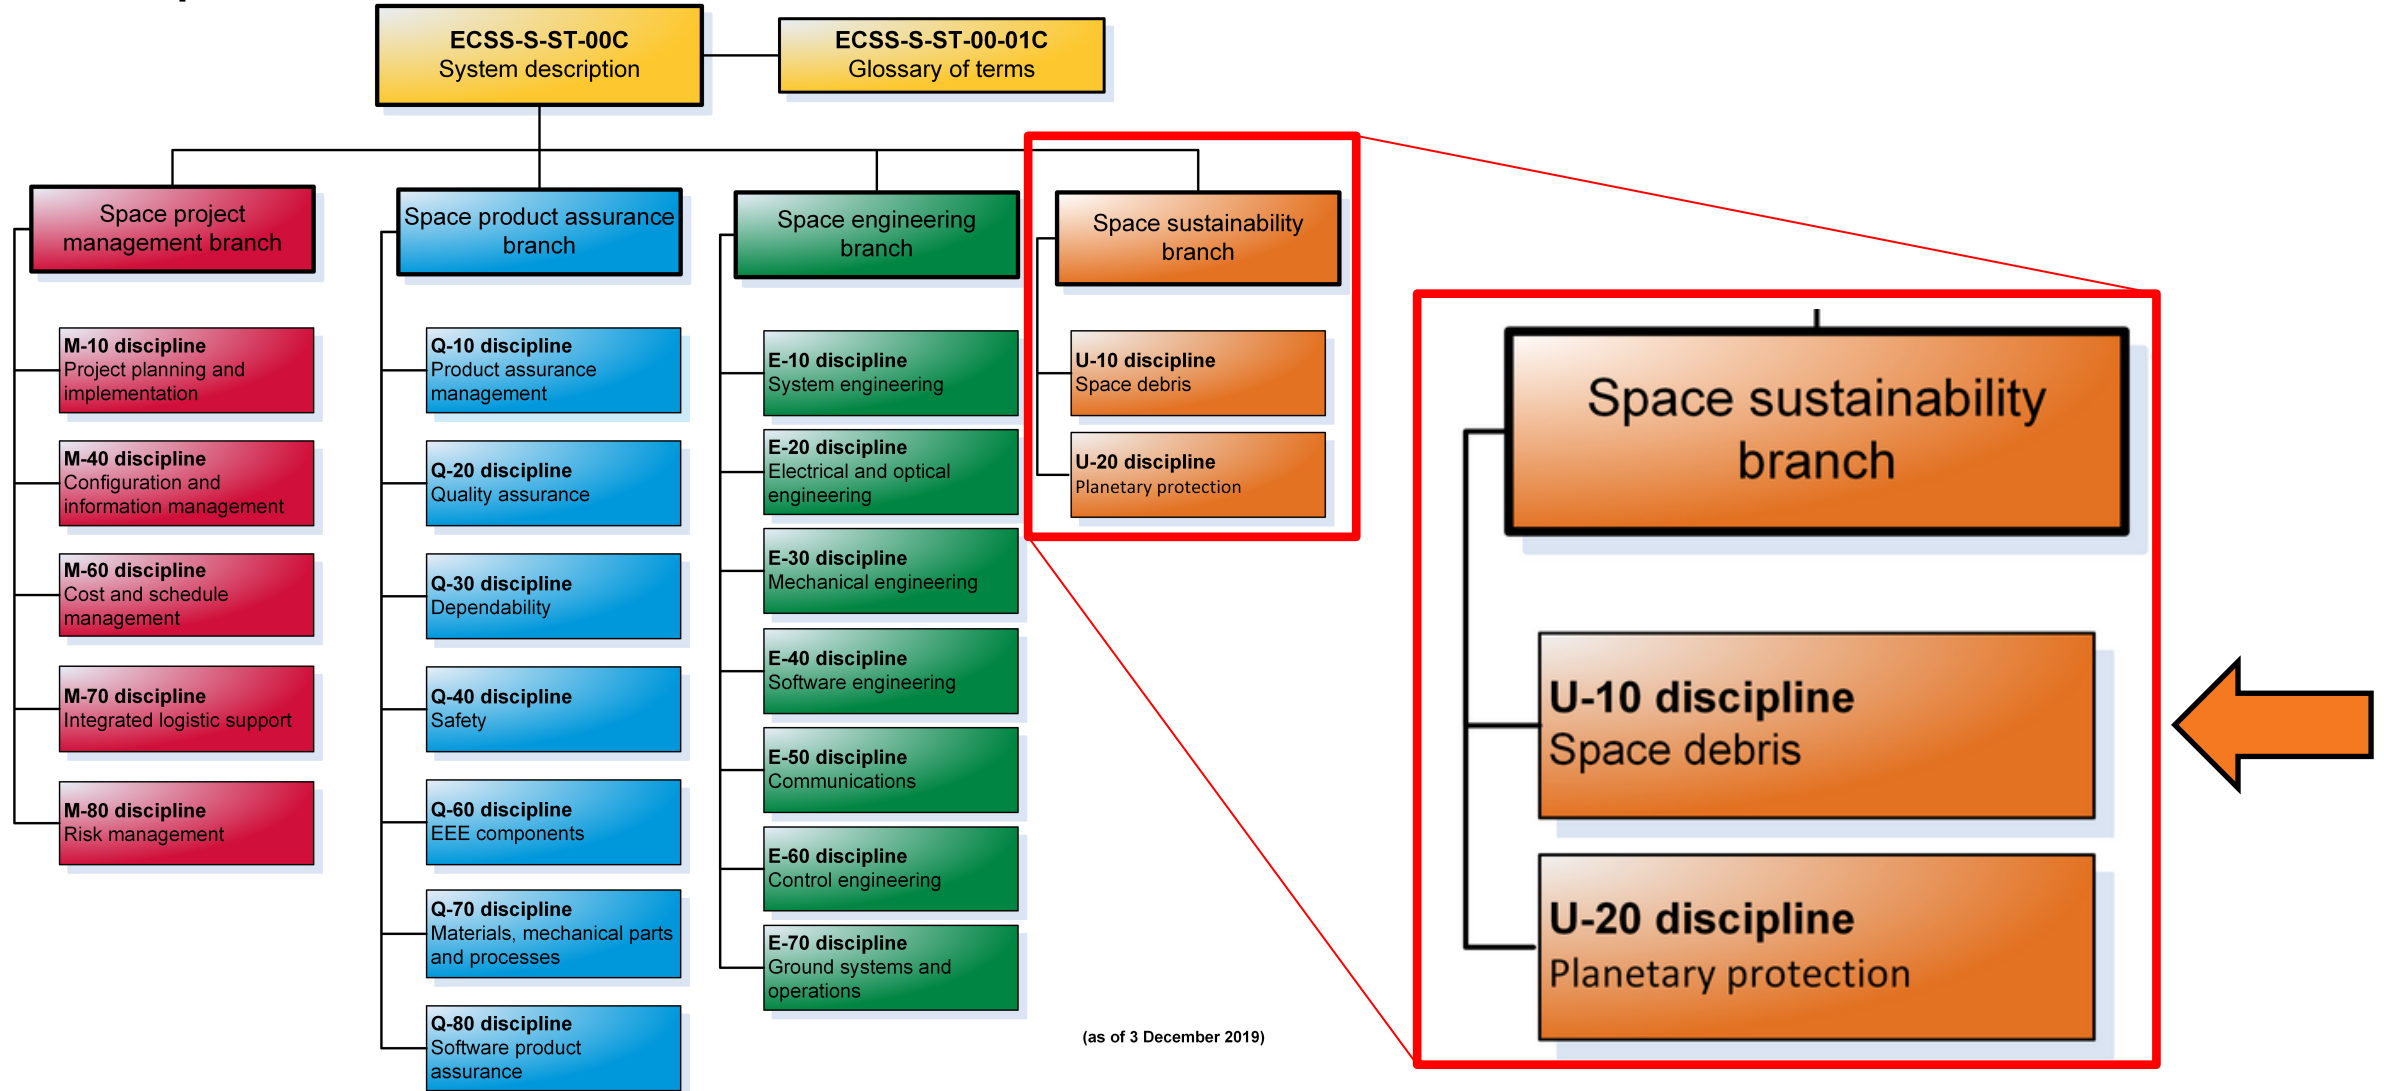 ECSS-S-ST-00C
System description
ECSS-S-ST-00-01C
Glossary of terms
Space project
management branch
M-10 discipline
Project planning and
implementation
M-40 discipline
Configuration and
information management
M-60 discipline
Cost and schedule
management
M-70 discipline
Integrated logistic support
M-80 discipline
Risk management
Space product assurance
branch
Q-10 discipline
Product assurance
management
Q-20 discipline
Quality assurance
Q-30 discipline
Dependability
Q-40 discipline
Safety
Q-60 discipline
EEE components
Q-70 discipline
Materials, mechanical parts
and processes
Q-80 discipline
Software product
assurance
Space engineering
branch
E-10 discipline
System engineering
E-20 discipline
Electrical and optical
engineering
E-30 discipline
Mechanical engineering
E-40 discipline
Software engineering
E-50 discipline
Communications
E-60 discipline
Control engineering
E-70 discipline
Ground systems and
operations
Space sustainability
branch
U-10 discipline
Space debris
U-20 discipline
Planetary protection
(as of 3 December 2019)
Space sustainability
branch
U-10 discipline
Space debris
U-20 discipline
Planetary protection